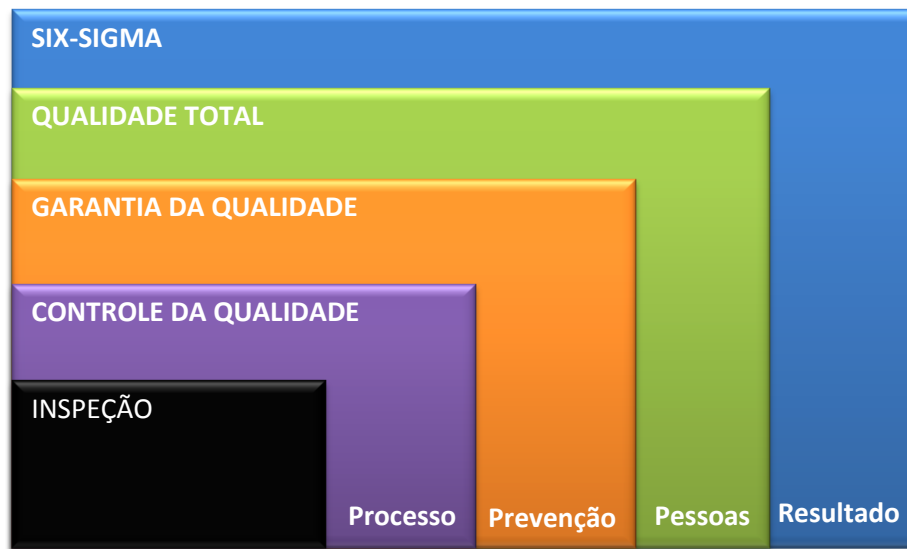 SIX-SIGMA
QUALIDADE TOTAL
GARANTIA DA QUALIDADE
CONTROLE DA QUALIDADE
INSPEÇÃO
Processo
Prevenção
Pessoas
Resultado